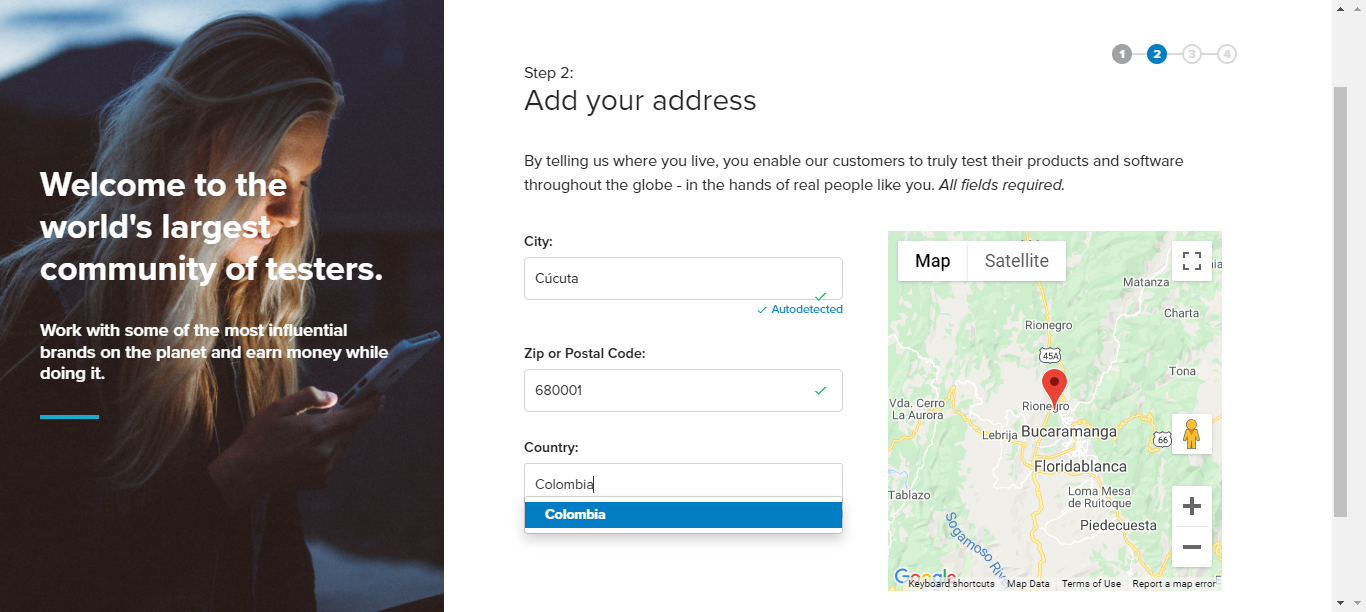 Welcome to the
world's largest
community of testers.
Work with some of the most influential
brands on the planet and earn money while
doing it.
1 2 3 4
Step 2:
Add your address
By telling us where you live, you enable our customers to truly test their products and software
throughout the globe - in the hands of real people like you. All fields required.
City:
Cúcuta
Autodetected
Zip or Postal Code:
680001
Country:
Colombia
Colombia
Map
Satellite
Matanza
Charta
Rionegro
45A
Tona
Vda. Cerro
La Aurora
Rionegro
Lebrija
Bucaramanga
66
Floridablanca
Tablazo
Loma Mesa
de Ruitoque
Piedecuesta
Sogamoso Riv
Google
Keyboard shortcuts
Map Data
Terms of Use
Report a map error